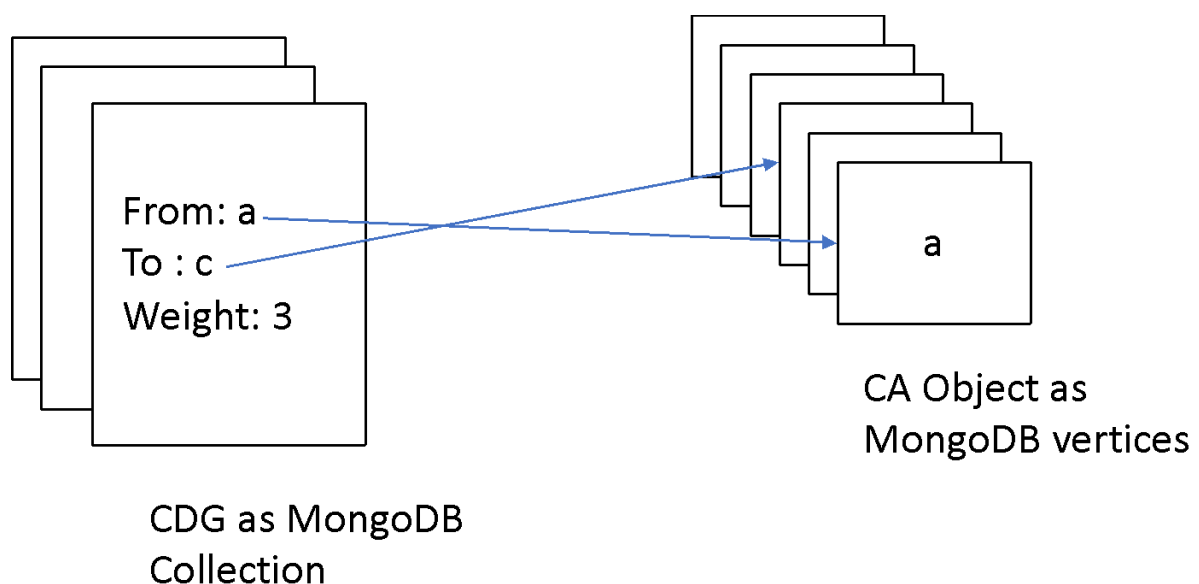 From: a
To : c
Weight: 3
a
CA Object as
MongoDB vertices
CDG as MongoDB
Collection